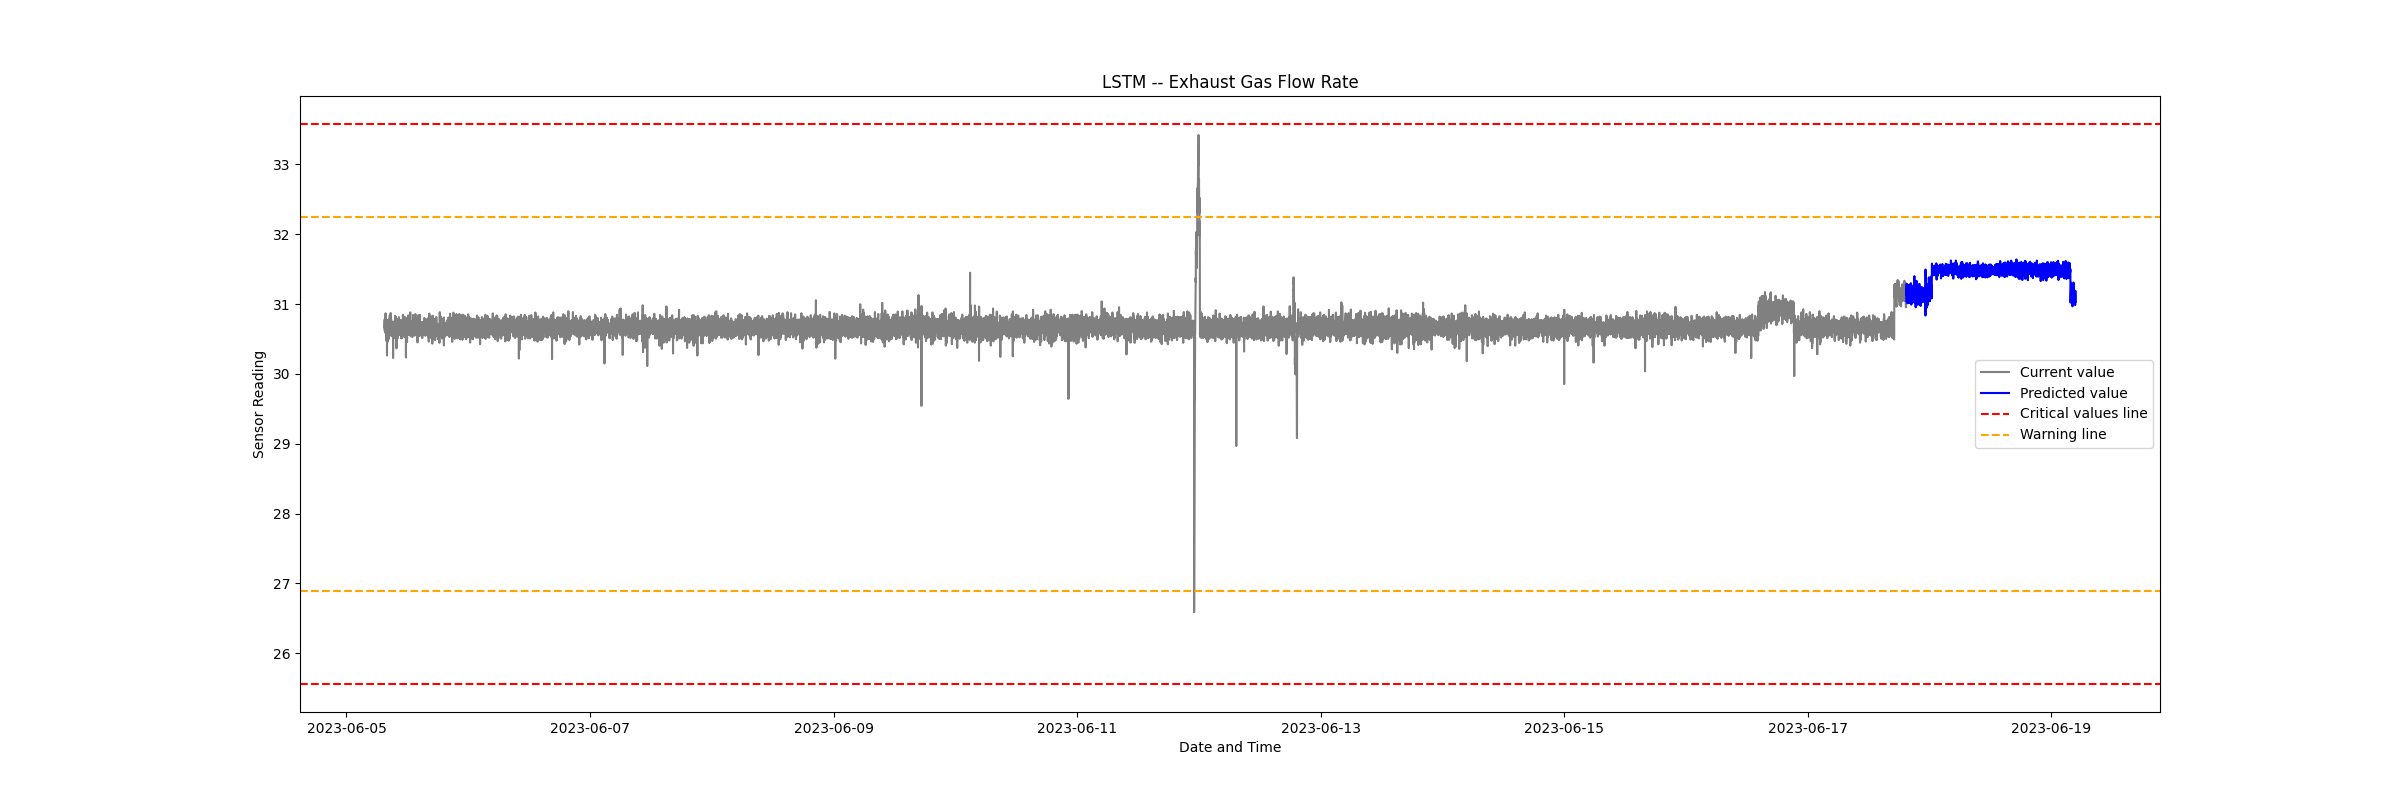 LSTM -- Exhaust Gas Flow Rate
Sensor Reading
33
32
31
30
29
28
27
26
Current value
Predicted value
Critical values line
Warning line
2023-06-05 2023-06-07 2023-06-09 2023-06-11 2023-06-13 2023-06-15 2023-06-17 2023-06-19
Date and Time